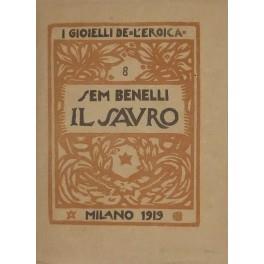 I GIOIELLI DE«L'EROICA»
8
SEM BENELLI
IL SAVRO
MILANO 1919